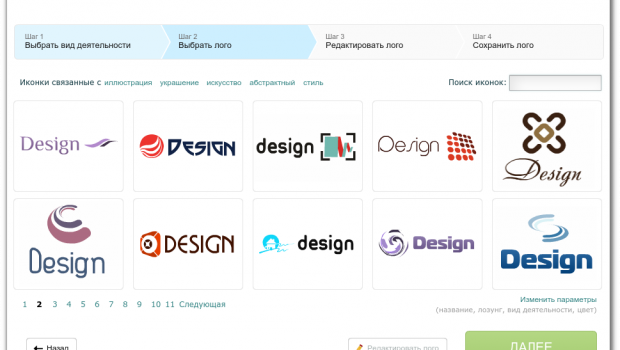 Шаг 1 Шаг 2 Шаг 3 Шаг 4
Выбрать вид деятельности Выбрать лого Редактировать лого Сохранить лого
Иконки связанные с иллюстрация украшение искусство абстрактный стиль Поиск иконок:
Design DESIGN design Design Design
Design DESIGN design Design Design
1 2 3 4 5 6 7 8 9 10 11 Следующая
Изменить параметры
(название, лозунг, вид деятельности, цвет)
Назад Редактировать лого ДАЛЕЕ